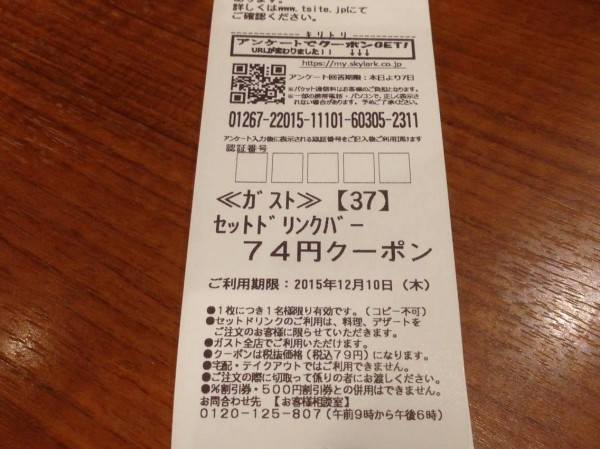 詳しくはwww.tsite.jpにて
ご確認ください。
キリトリ
アンケートでクーポンGET!
URLが変わりました!! ↓↓↓
https://my.skylark.co.jp
アンケート回答期限:本日より7日
※パケット通信料はお客様のご負担となります。
※一部の携帯電話・パソコンで、正しく表示さ
れない場合があります。予めご了承ください。
01267-22015-11101-60305-2311
アンケート入力後に表示される認証番号をご記入後ご利用頂けます
認証番号
≪ガスト≫【37】
セットドリンクバー
74円クーポン
ご利用期限:2015年12月10日(木)
●1枚につき1名様限り有効です。(コピー不可)
●セットドリンクのご利用は、料理、デザートを
ご注文のお客様に限らせていただきます。
●ガスト全店でご利用いただけます。
●クーポンは税抜価格(税込79円)になります。
●宅配・テイクアウトではご利用できません。
●ご注文の際に切取って係りの者にお渡しください。
●%割引券・500円割引券との併用はできません。
お問合わせ先 【お客様相談室】
0120-125-807(午前9時から午後6時)